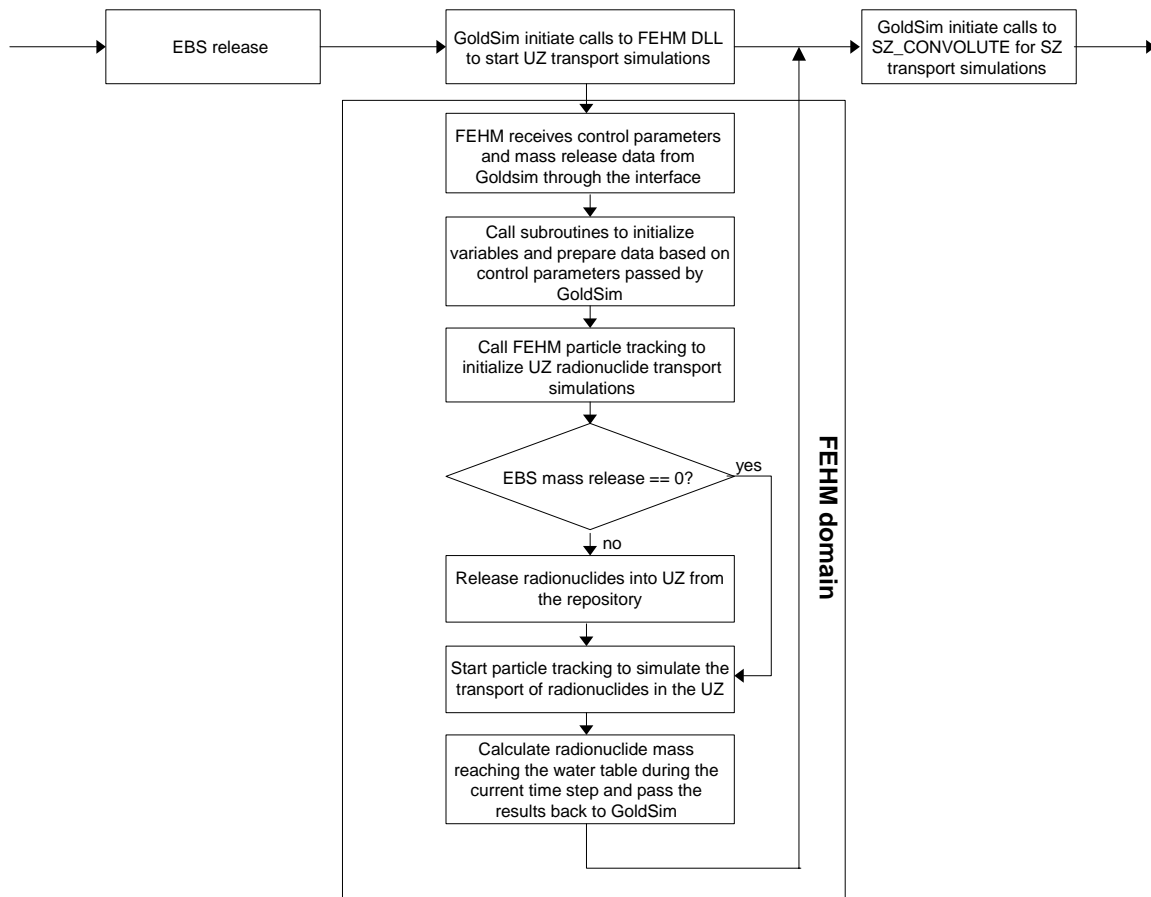 EBS release
GoldSim initiate calls to FEHM DLL
to start UZ transport simulations
GoldSim initiate calls to
SZ_CONVOLUTE for SZ
transport simulations
FEHM receives control parameters
and mass release data from
Goldsim through the interface
Call subroutines to initialize
variables and prepare data based on
control parameters passed by
GoldSim
Call FEHM particle tracking to
initialize UZ radionuclide transport
simulations
EBS mass release == 0?
yes
no
Release radionuclides into UZ from
the repository
Start particle tracking to simulate the
transport of radionuclides in the UZ
Calculate radionuclide mass
reaching the water table during the
current time step and pass the
results back to GoldSim
FEHM domain